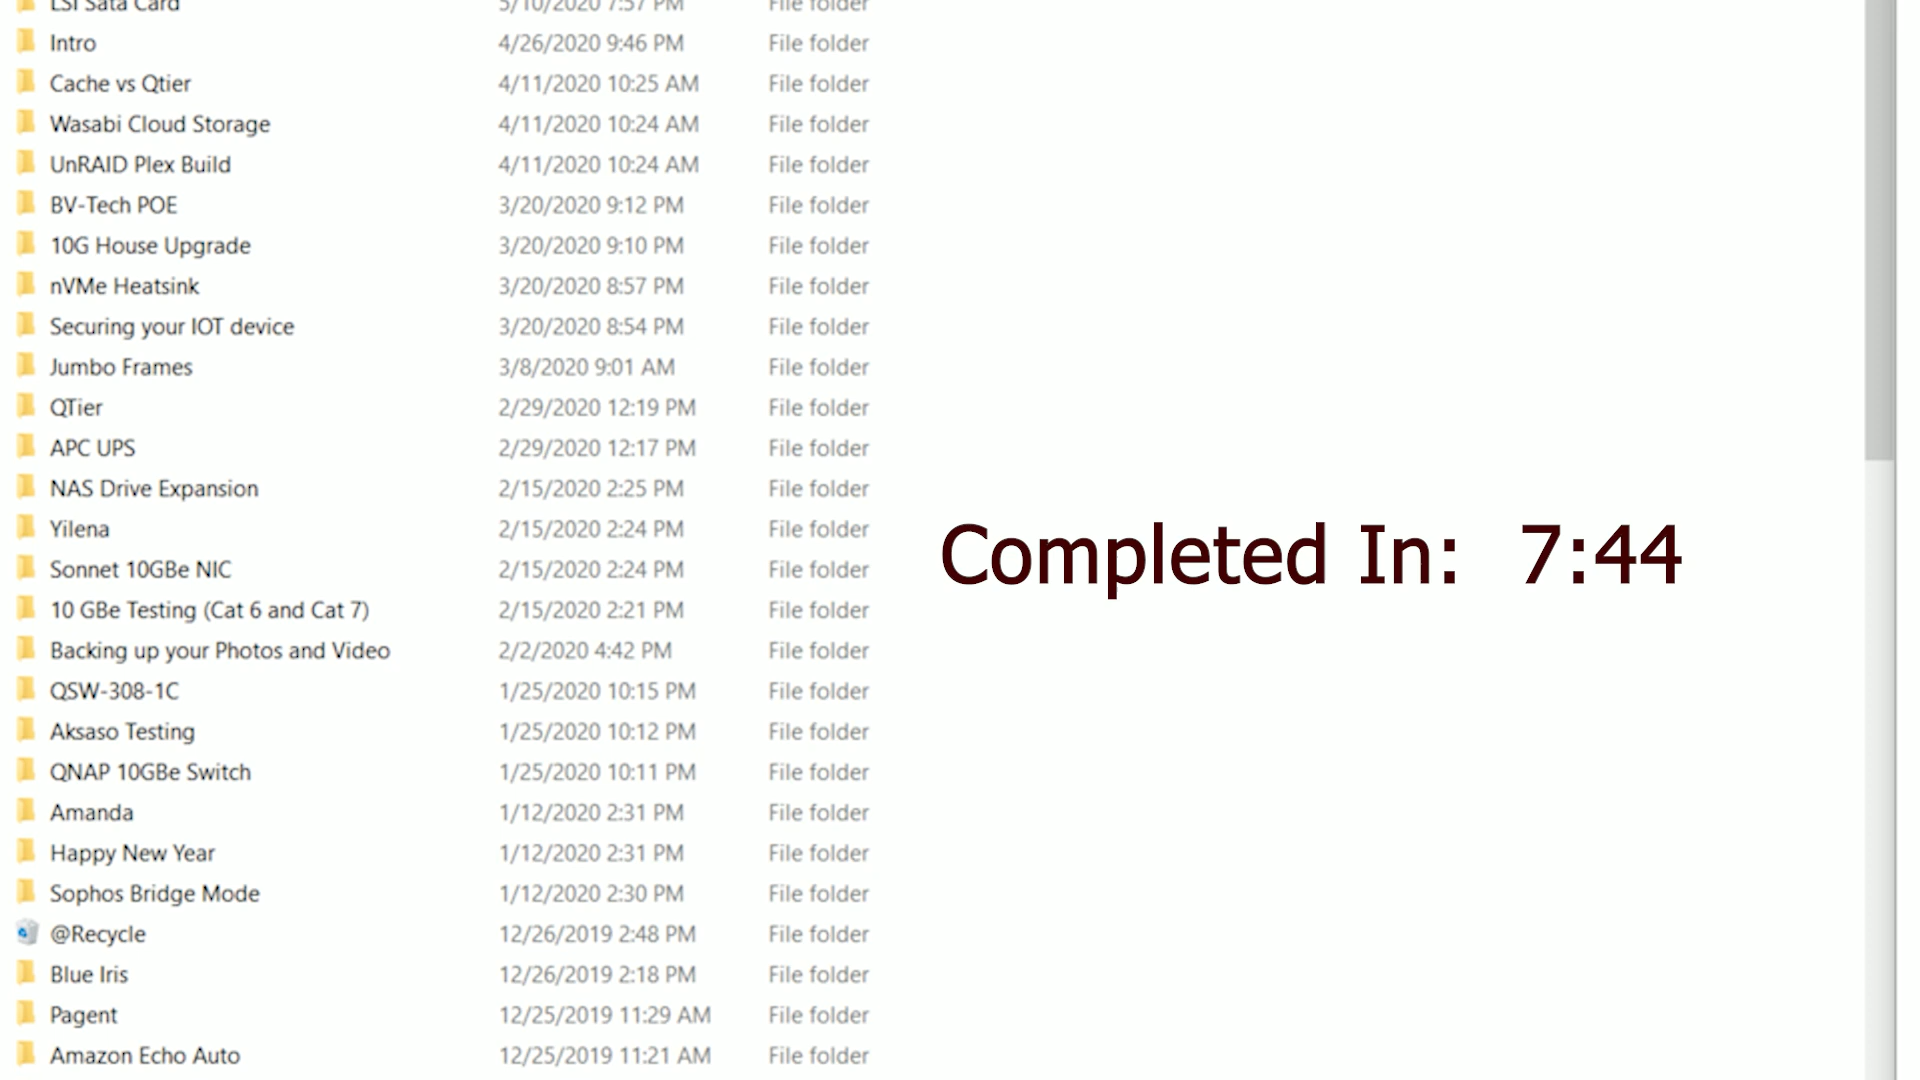 LSI Sata Card 5/10/2020 7:57 PM File folder
Intro 4/26/2020 9:46 PM File folder
Cache vs Qtier 4/11/2020 10:25 AM File folder
Wasabi Cloud Storage 4/11/2020 10:24 AM File folder
UnRAID Plex Build 4/11/2020 10:24 AM File folder
BV-Tech POE 3/20/2020 9:12 PM File folder
10G House Upgrade 3/20/2020 9:10 PM File folder
nVMe Heatsink 3/20/2020 8:57 PM File folder
Securing your IOT device 3/20/2020 8:54 PM File folder
Jumbo Frames 3/8/2020 9:01 AM File folder
QTier 2/29/2020 12:19 PM File folder
APC UPS 2/29/2020 12:17 PM File folder
NAS Drive Expansion 2/15/2020 2:25 PM File folder
Yilena 2/15/2020 2:24 PM File folder
Completed In: 7:44
Sonnet 10GBe NIC 2/15/2020 2:24 PM File folder
10 GBe Testing (Cat 6 and Cat 7) 2/15/2020 2:21 PM File folder
Backing up your Photos and Video 2/2/2020 4:42 PM File folder
QSW-308-1C 1/25/2020 10:15 PM File folder
Aksaso Testing 1/25/2020 10:12 PM File folder
QNAP 10GBe Switch 1/25/2020 10:11 PM File folder
Amanda 1/12/2020 2:31 PM File folder
Happy New Year 1/12/2020 2:31 PM File folder
Sophos Bridge Mode 1/12/2020 2:30 PM File folder
@Recycle 12/26/2019 2:48 PM File folder
Blue Iris 12/26/2019 2:18 PM File folder
Pagent 12/25/2019 11:29 AM File folder
Amazon Echo Auto 12/25/2019 11:21 AM File folder